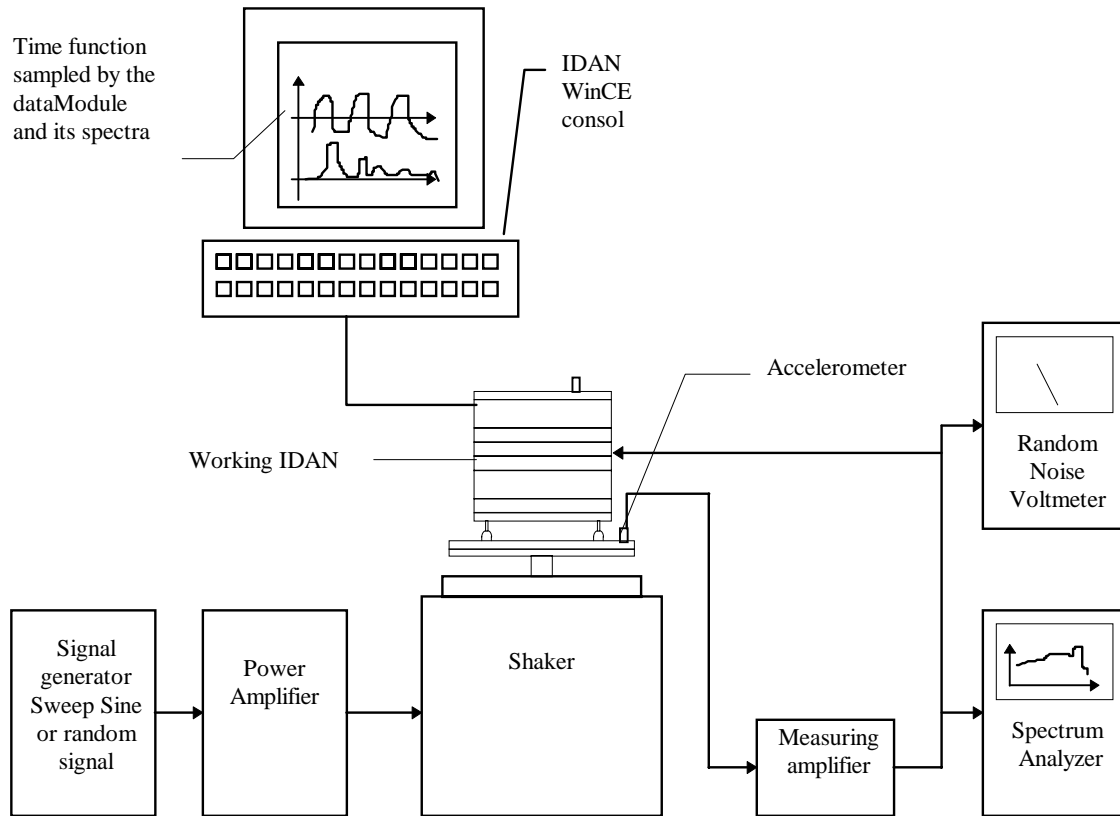 Time function
sampled by the
dataModule
and its spectra
IDAN
WinCE
consol
Accelerometer
Working IDAN
Random
Noise
Voltmeter
Signal
generator
Sweep Sine
or random
signal
Power
Amplifier
Shaker
Measuring
amplifier
Spectrum
Analyzer